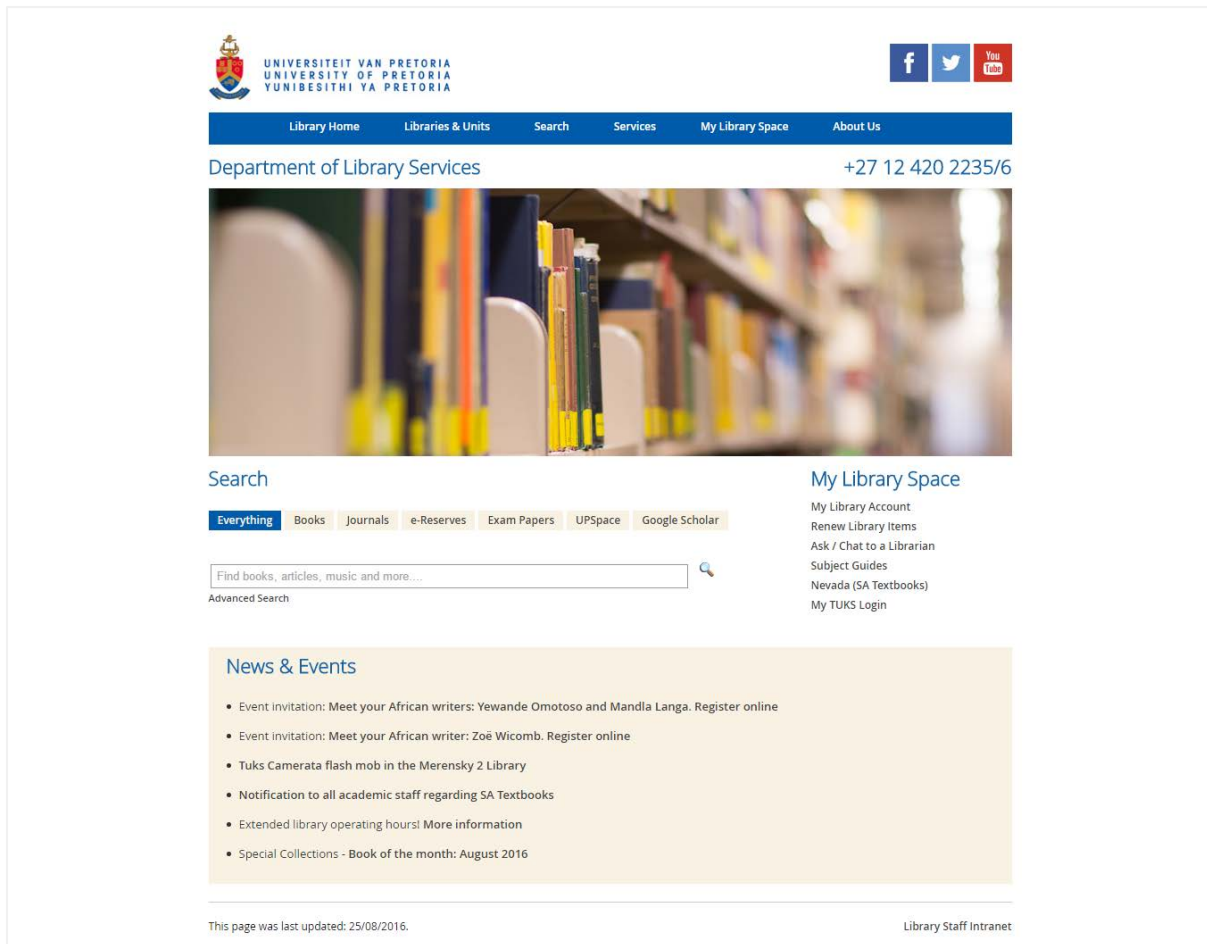 UNIVERSITEIT VAN PRETORIA
UNIVERSITY OF PRETORIA
YUNIBESITHI YA PRETORIA
f
You
Tube
Library Home Libraries & Units Search Services My Library Space About Us
Department of Library Services +27 12 420 2235/6
Search
Everything Books Journals e-Reserves Exam Papers UPSpace Google Scholar
Find books, articles, music and more....
Advanced Search
My Library Space
My Library Account
Renew Library Items
Ask / Chat to a Librarian
Subject Guides
Nevada (SA Textbooks)
My TUKS Login
News & Events
• Event invitation: Meet your African writers: Yewande Omotoso and Mandla Langa. Register online
• Event invitation: Meet your African writer: Zoë Wicomb. Register online
• Tuks Camerata flash mob in the Merensky 2 Library
• Notification to all academic staff regarding SA Textbooks
• Extended library operating hours! More information
• Special Collections - Book of the month: August 2016
This page was last updated: 25/08/2016. Library Staff Intranet